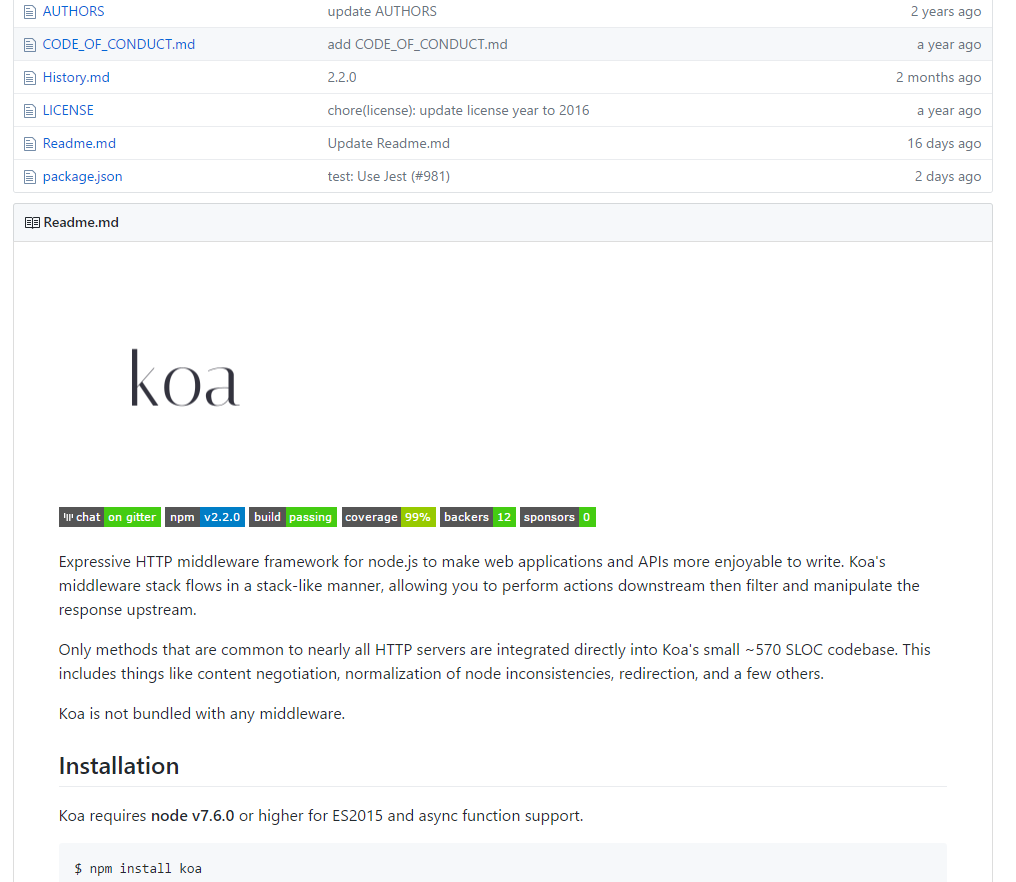 AUTHORS update AUTHORS 2 years ago
CODE_OF_CONDUCT.md add CODE_OF_CONDUCT.md a year ago
History.md 2.2.0 2 months ago
LICENSE chore(license): update license year to 2016 a year ago
Readme.md Update Readme.md 16 days ago
package.json test: Use Jest (#981) 2 days ago
Readme.md
koa
chat on gitter npm v2.2.0 build passing coverage 99% backers 12 sponsors 0
Expressive HTTP middleware framework for node.js to make web applications and APIs more enjoyable to write. Koa's
middleware stack flows in a stack-like manner, allowing you to perform actions downstream then filter and manipulate the
response upstream.
Only methods that are common to nearly all HTTP servers are integrated directly into Koa's small ~570 SLOC codebase. This
includes things like content negotiation, normalization of node inconsistencies, redirection, and a few others.
Koa is not bundled with any middleware.
Installation
Koa requires node v7.6.0 or higher for ES2015 and async function support.
$ npm install koa